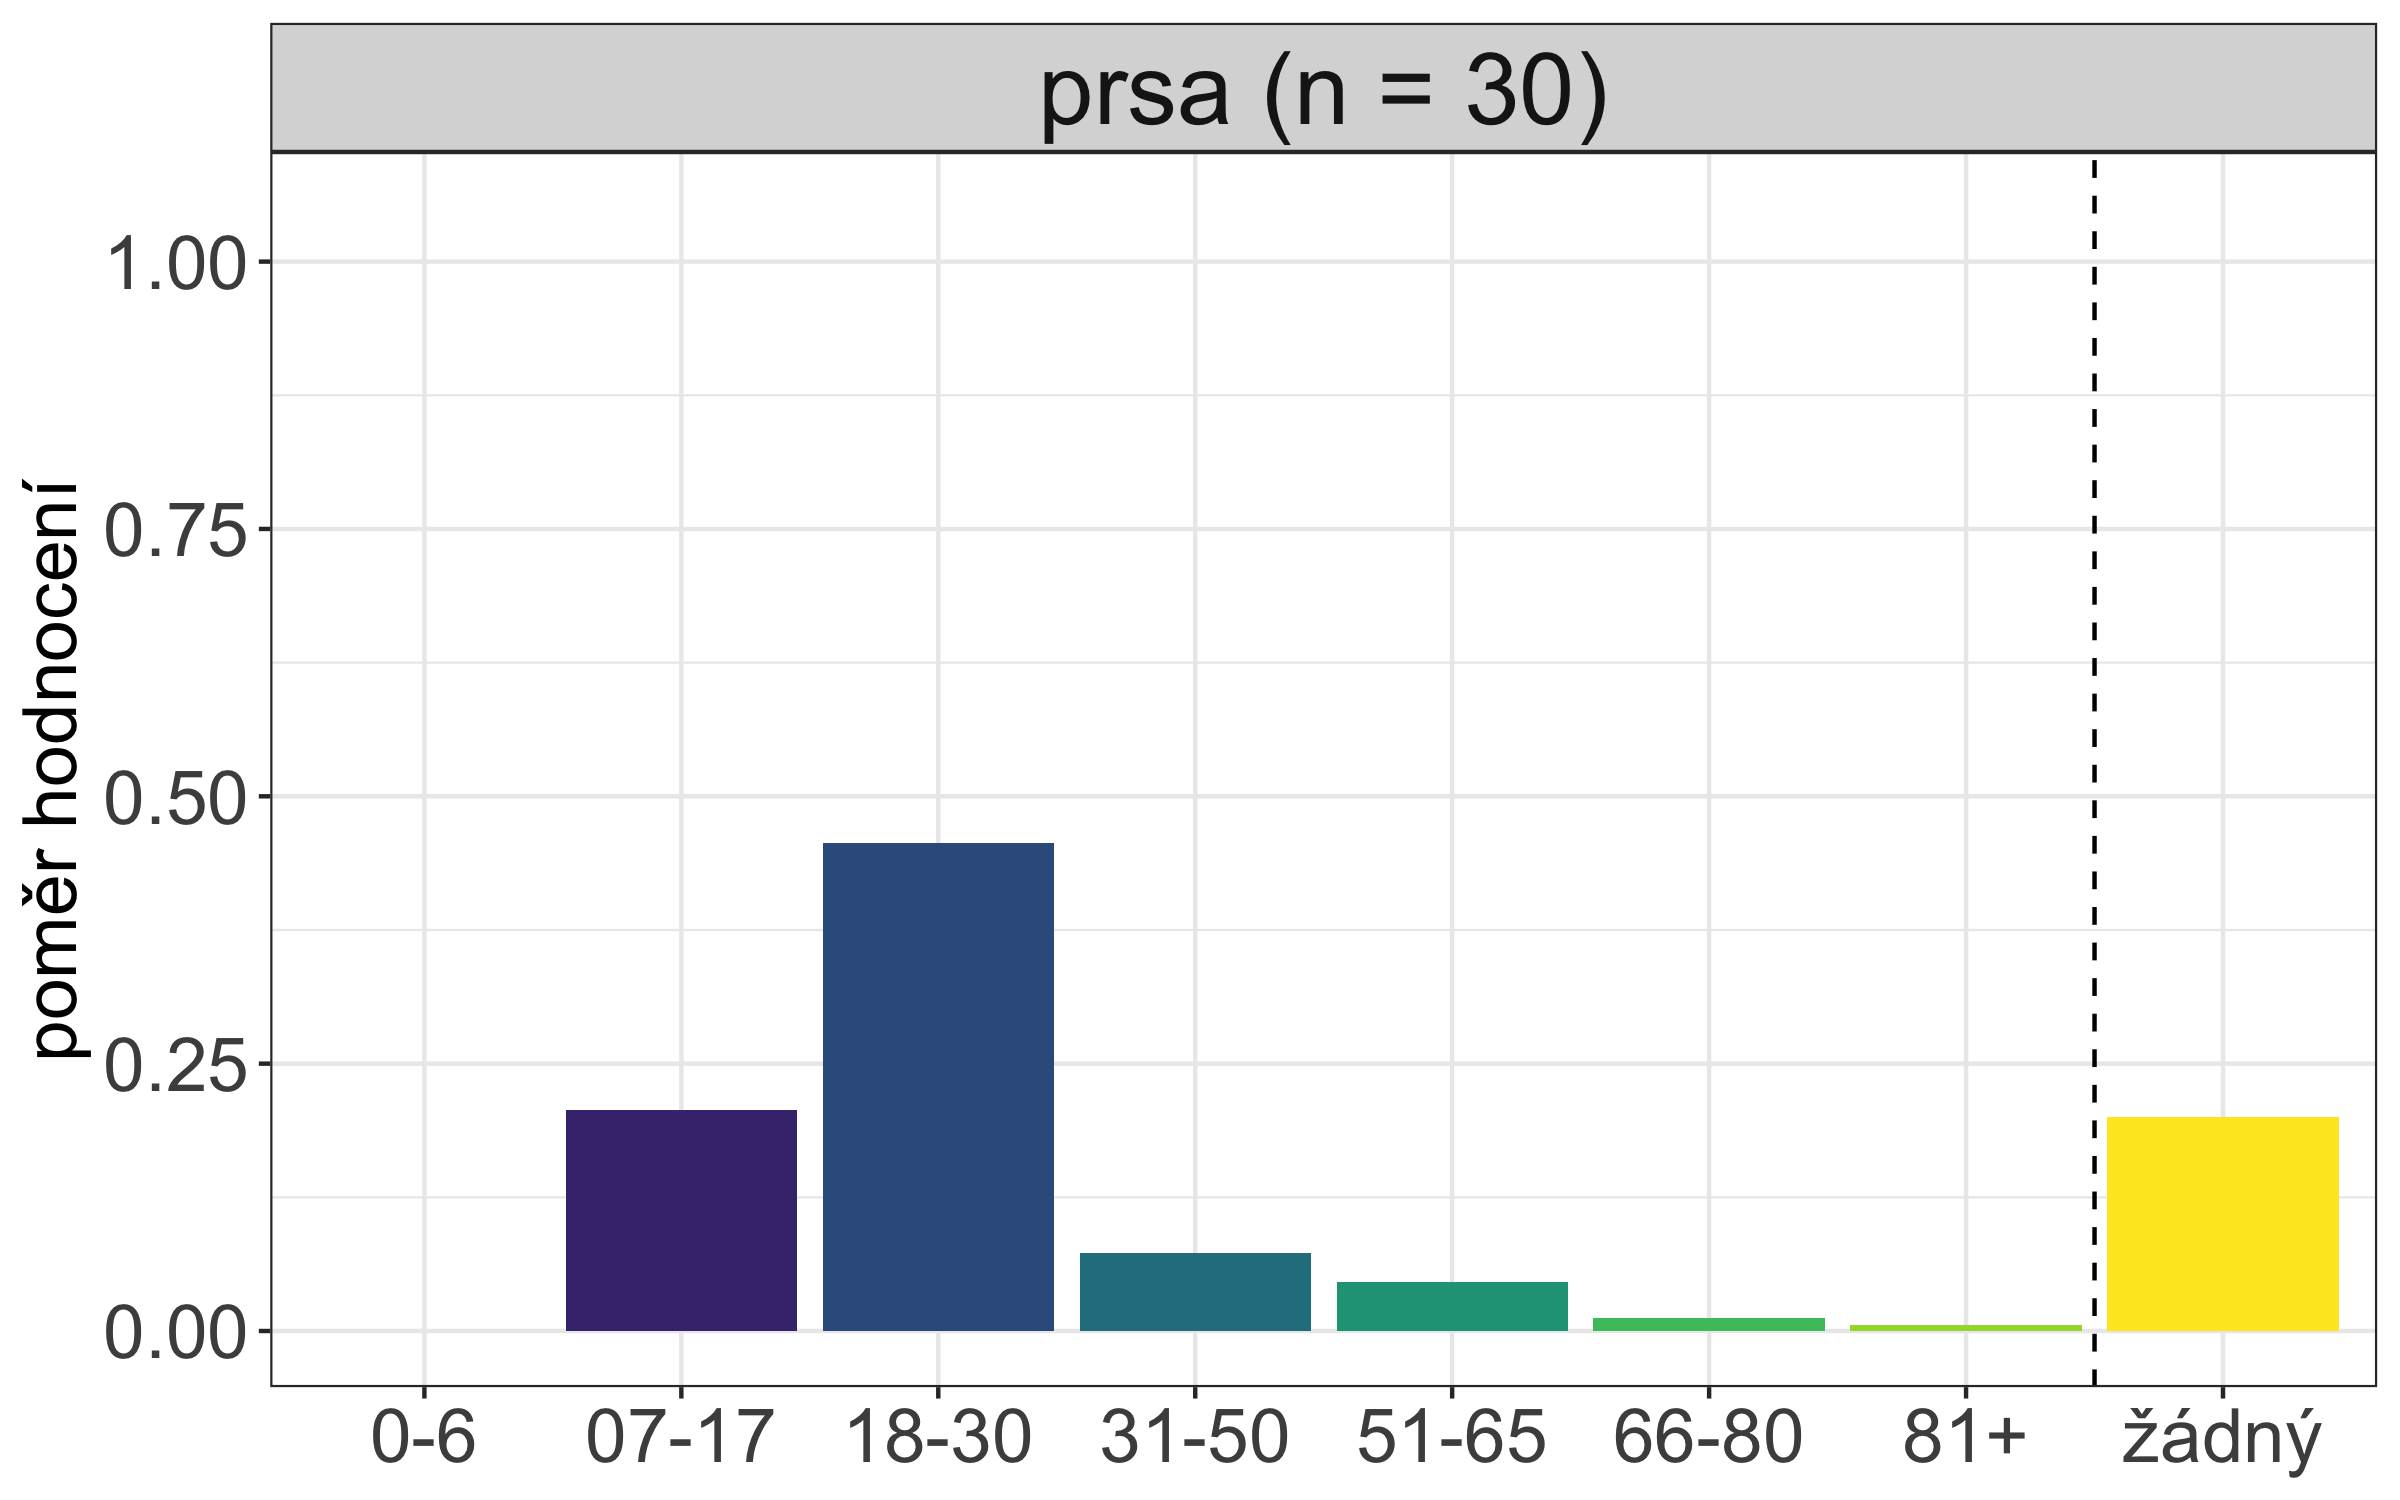 prsa (n = 30)
poměr hodnocení
1.00
0.75
0.50
0.25
0.00
0-6 07-17 18-30 31-50 51-65 66-80 81+ žádný